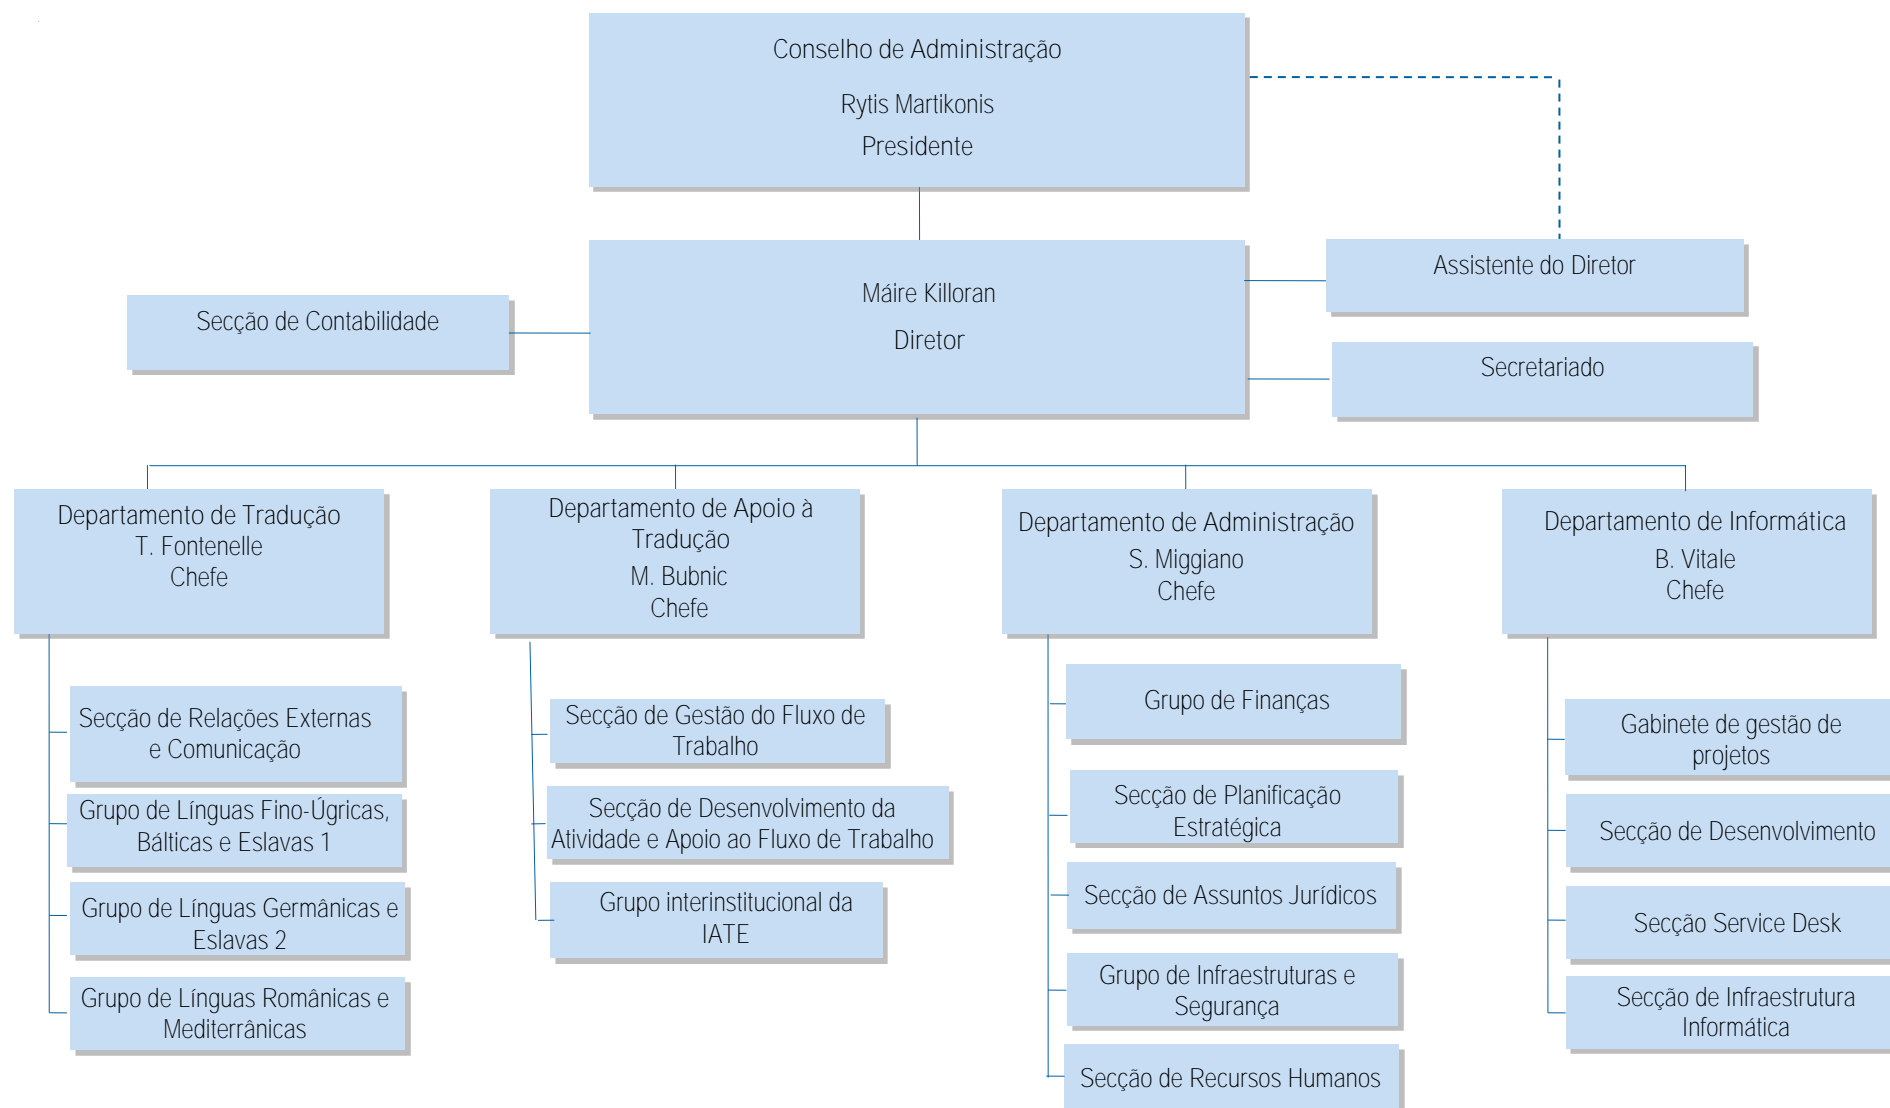 Conselho de Administração
Rytis Martikonis
Presidente
Máire Killoran
Diretor
Assistente do Diretor
Secção de Contabilidade
Secretariado
Departamento de Tradução
T. Fontenelle
Chefe
Departamento de Apoio à
Tradução
M. Bubnic
Chefe
Departamento de Administração
S. Miggiano
Chefe
Departamento de Informática
B. Vitale
Chefe
Secção de Relações Externas
e Comunicação
Grupo de Línguas Fino-Úgricas,
Bálticas e Eslavas 1
Grupo de Línguas Germânicas e
Eslavas 2
Grupo de Línguas Românicas e
Mediterrânicas
Secção de Gestão do Fluxo de
Trabalho
Secção de Desenvolvimento da
Atividade e Apoio ao Fluxo de Trabalho
Grupo interinstitucional da
IATE
Grupo de Finanças
Secção de Planificação
Estratégica
Secção de Assuntos Jurídicos
Grupo de Infraestruturas e
Segurança
Secção de Recursos Humanos
Gabinete de gestão de
projetos
Secção de Desenvolvimento
Secção Service Desk
Secção de Infraestrutura
Informática